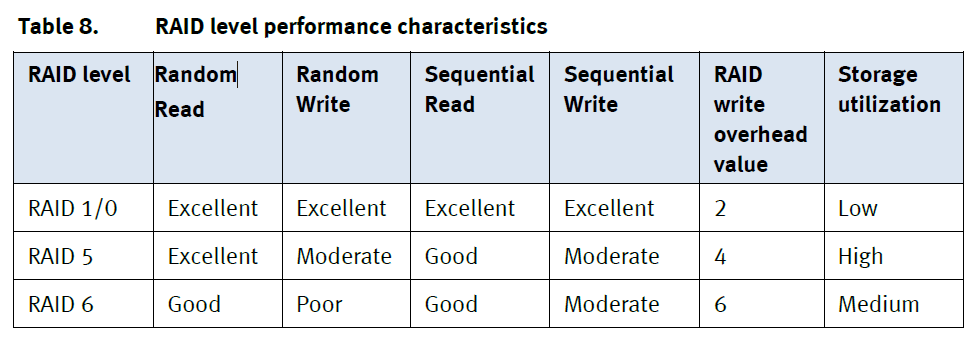 Table 8. RAID level performance characteristics
RAID level Random Read Random Write Sequential Read Sequential Write RAID write overhead value Storage utilization
RAID 1/0 Excellent Excellent Excellent Excellent 2 Low
RAID 5 Excellent Moderate Good Moderate 4 High
RAID 6 Good Poor Good Moderate 6 Medium